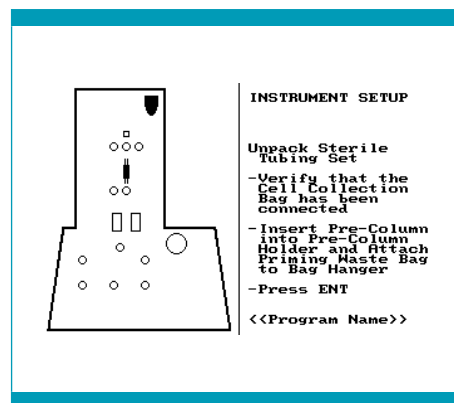 INSTRUMENT SETUP
Unpack Sterile
Tubing Set
-Verify that the
Cell Collection
Bag has been
connected
-Insert Pre-Column
into Pre-Column
Holder and Attach
Priming Waste Bag
to Bag Hanger
-Press ENT
<<Program Name>>